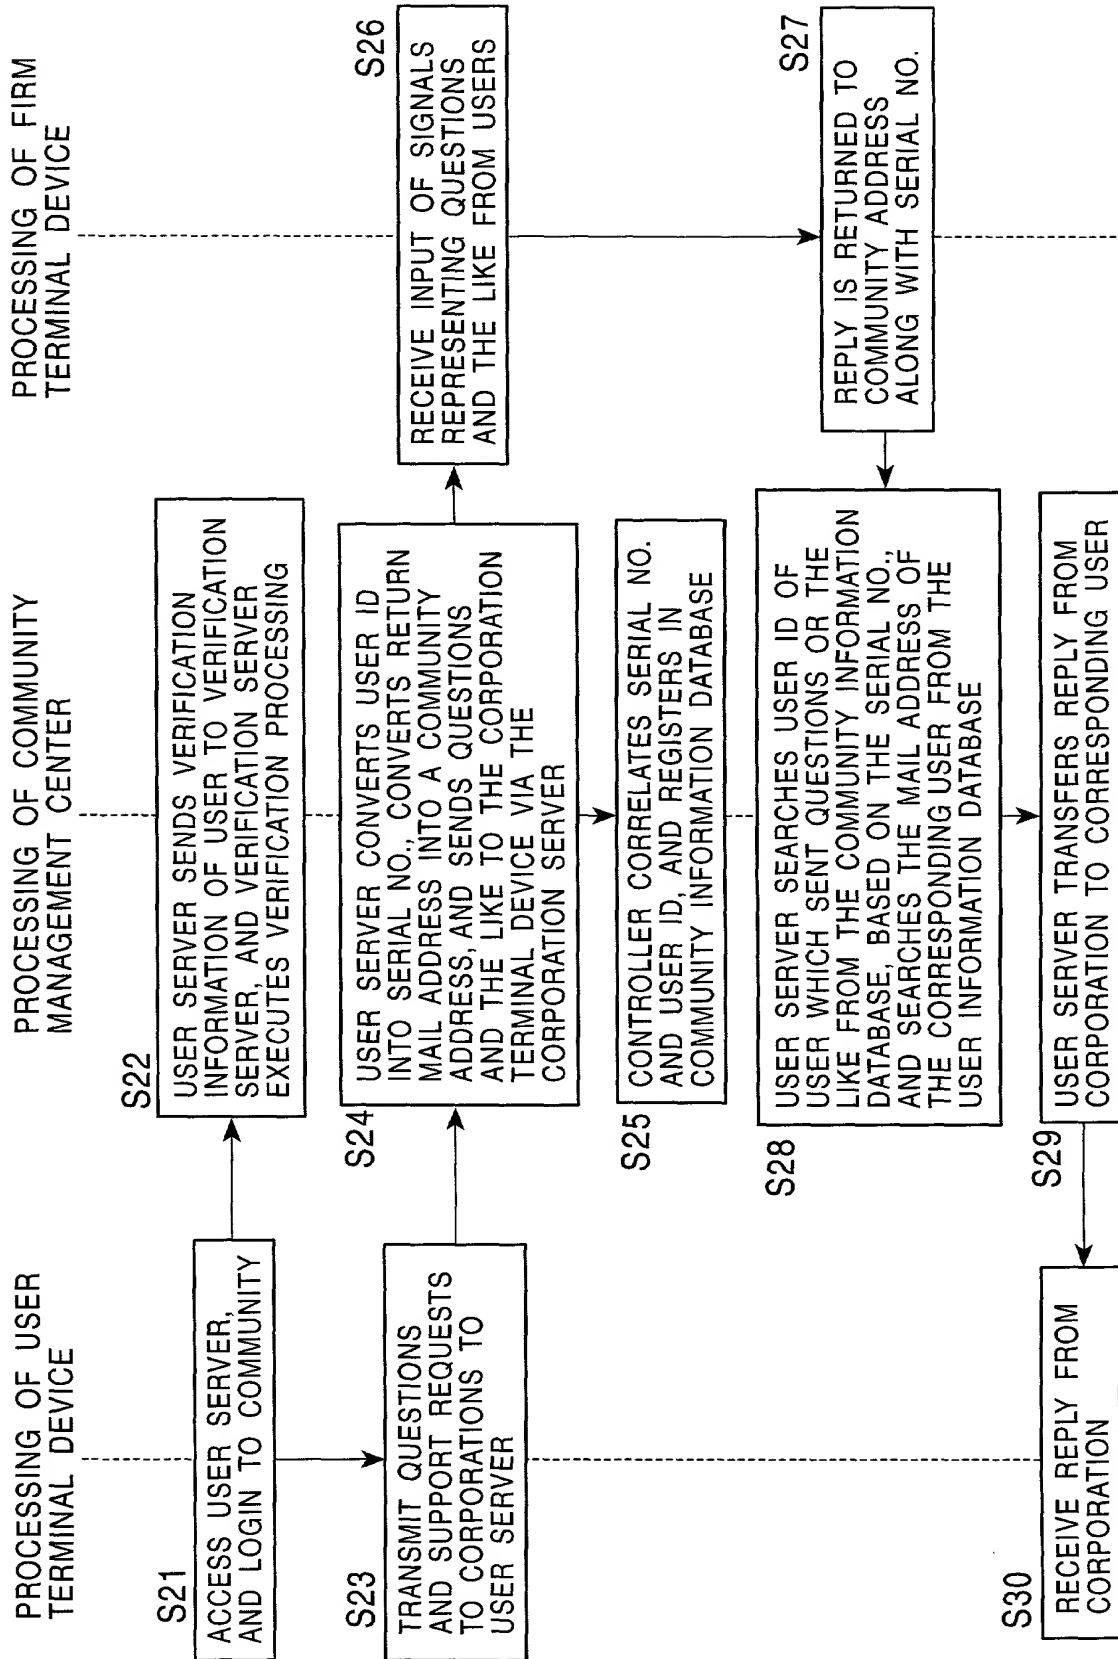 PROCESSING OF USER
TERMINAL DEVICE
PROCESSING OF COMMUNITY
MANAGEMENT CENTER
PROCESSING OF FIRM
TERMINAL DEVICE
S21
ACCESS USER SERVER,
AND LOGIN TO COMMUNITY
S22
USER SERVER SENDS VERIFICATION
INFORMATION OF USER TO VERIFICATION
SERVER, AND VERIFICATION SERVER
EXECUTES VERIFICATION PROCESSING
S23
TRANSMIT QUESTIONS
AND SUPPORT REQUESTS
TO CORPORATIONS TO
USER SERVER
S24
USER SERVER CONVERTS USER ID
INTO SERIAL NO., CONVERTS RETURN
MAIL ADDRESS INTO A COMMUNITY
ADDRESS, AND SENDS QUESTIONS
AND THE LIKE TO THE CORPORATION
TERMINAL DEVICE VIA THE
CORPORATION SERVER
S26
RECEIVE INPUT OF SIGNALS
REPRESENTING QUESTIONS
AND THE LIKE FROM USERS
S25
CONTROLLER CORRELATES SERIAL NO.
AND USER ID, AND REGISTERS IN
COMMUNITY INFORMATION DATABASE
S27
REPLY IS RETURNED TO
COMMUNITY ADDRESS
ALONG WITH SERIAL NO.
S28
USER SERVER SEARCHES USER ID OF
USER WHICH SENT QUESTIONS OR THE
LIKE FROM THE COMMUNITY INFORMATION
DATABASE, BASED ON THE SERIAL NO.,
AND SEARCHES THE MAIL ADDRESS OF
THE CORRESPONDING USER FROM THE
USER INFORMATION DATABASE
S29
USER SERVER TRANSFERS REPLY FROM
CORPORATION TO CORRESPONDING USER
S30
RECEIVE REPLY FROM
CORPORATION